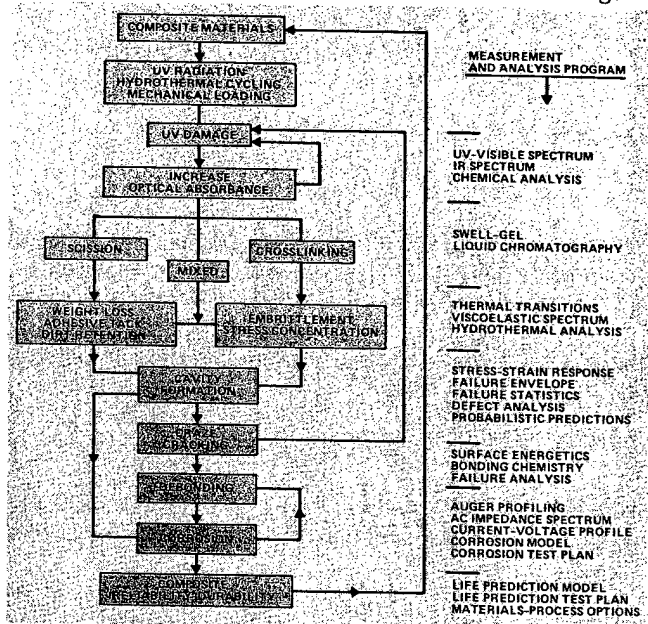 COMPOSITE MATERIALS
UV RADIATION
HYDROTHERMAL CYCLING
MECHANICAL LOADING
UV DAMAGE
INCREASE
OPTICAL ABSORBANCE
SCISSION
CROSSLINKING
MIXED
WEIGHT LOSS
ADHESIVE TACK
DIRT RETENTION
EMBRITTLEMENT
STRESS CONCENTRATION
CAVITY
FORMATION
CRACKING
DEBONDING
CORROSION
COMPOSITE
RELIABILITY/DURABILITY
MEASUREMENT
AND ANALYSIS PROGRAM
UV-VISIBLE SPECTRUM
IR SPECTRUM
CHEMICAL ANALYSIS
SWELL-GEL
LIQUID CHROMATOGRAPHY
THERMAL TRANSITIONS
VISCOELASTIC SPECTRUM
HYDROTHERMAL ANALYSIS
STRESS-STRAIN RESPONSE
FAILURE ENVELOPE
FAILURE STATISTICS
DEFECT ANALYSIS
PROBABILISTIC PREDICTIONS
SURFACE ENERGETICS
BONDING CHEMISTRY
FAILURE ANALYSIS
AUGER PROFILING
AC IMPEDANCE SPECTRUM
CURRENT-VOLTAGE PROFILE
CORROSION MODEL
CORROSION TEST PLAN
LIFE PREDICTION MODEL
LIFE PREDICTION TEST PLAN
MATERIALS-PROCESS OPTIONS